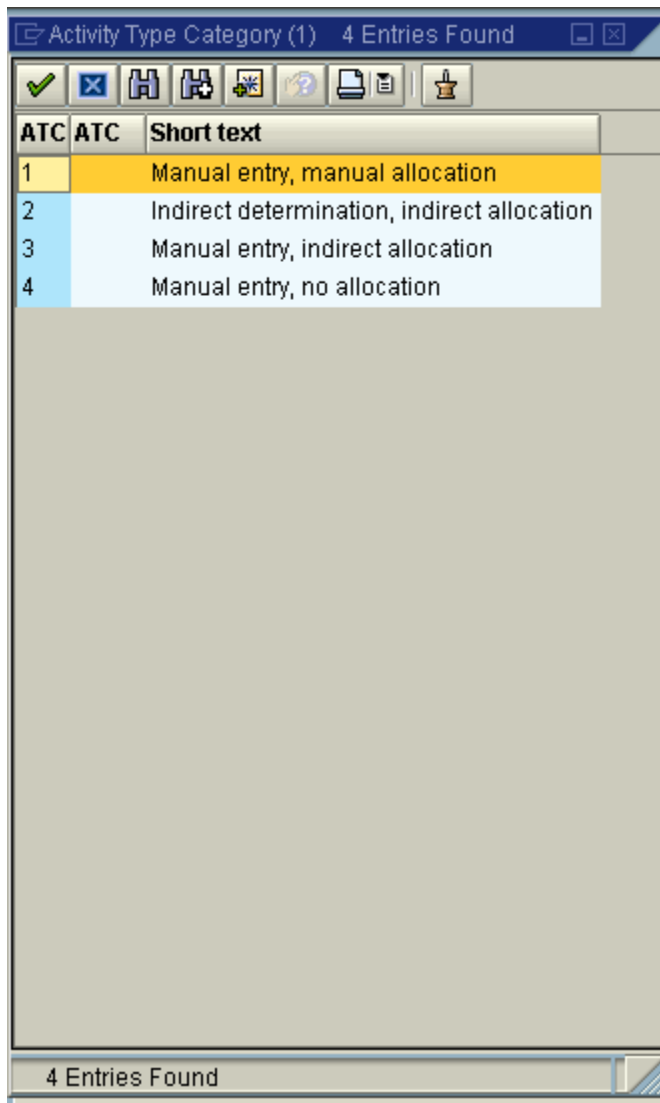 Activity Type Category (1) 4 Entries Found
ATC ATC Short text
1 Manual entry, manual allocation
2 Indirect determination, indirect allocation
3 Manual entry, indirect allocation
4 Manual entry, no allocation
4 Entries Found